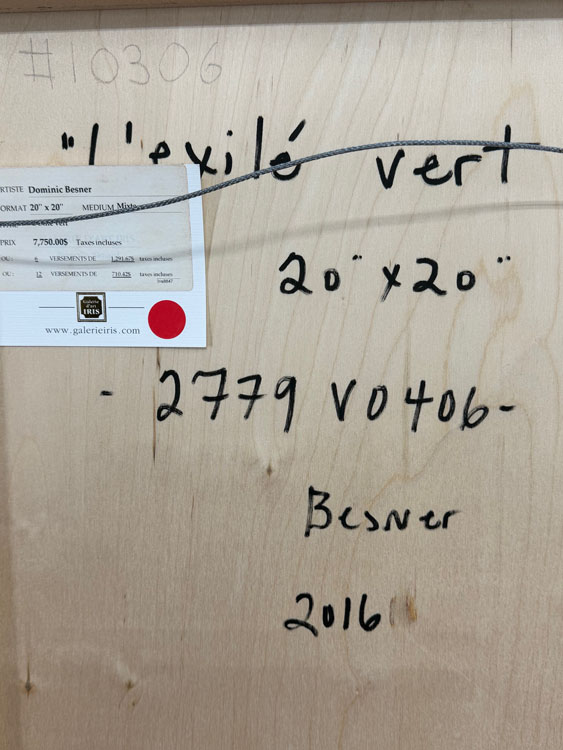 #10306
"l'exilé vert
ARTISTE Dominic Besner
FORMAT 20" x 20" MEDIUM Mixte
PRIX 7,750.00$ Taxes incluses
OU : 6 VERSEMENTS DE 1,291.67$ taxes incluses
OU : 12 VERSEMENTS DE 710.42$ taxes incluses
Galerie
d'art
IRIS
www.galerieiris.com
20" x 20"
- 2779 V0406-
Besner
2016